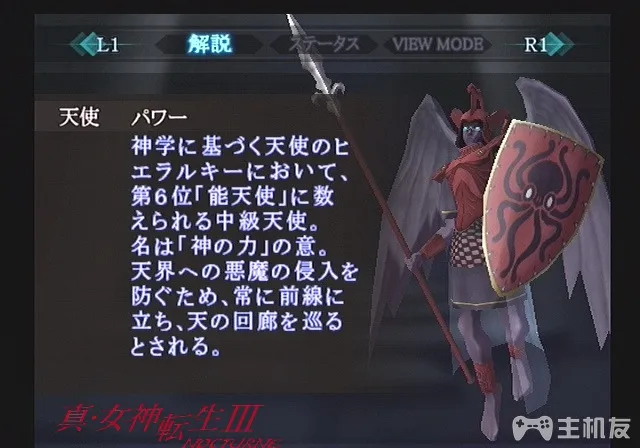 L1 解説 ステータス VIEW MODE R1
天使 パワー
神学に基づく天使のヒ
エラルキーにおいて、
第6位「能天使」に数
えられる中級天使。
名は「神の力」の意。
天界への悪魔の侵入を
防ぐため、常に前線に
立ち、天の回廊を巡る
とされる。
真・女神転生III
NOCTURNE
主机友